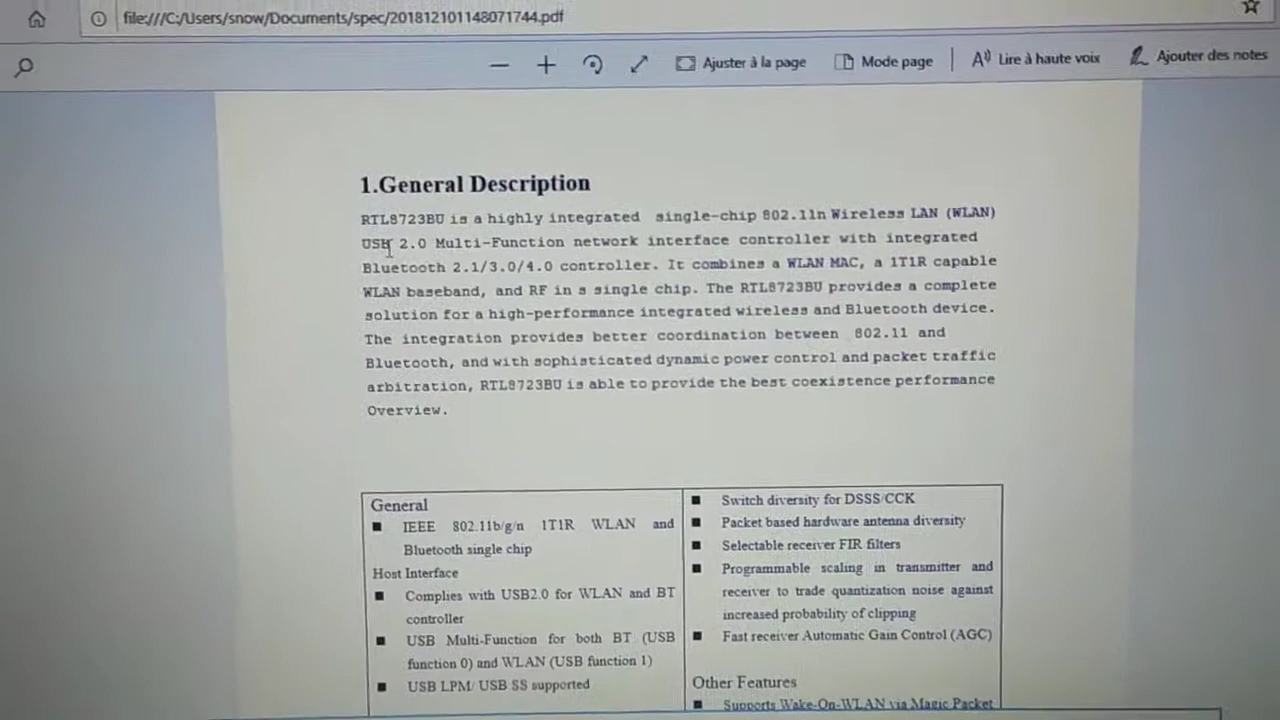 file:///C:/Users/snow/Documents/spec/201812101148071744.pdf
Ajuster à la page
Mode page
Lire à haute voix
Ajouter des notes
1.General Description
RTL8723BU is a highly integrated single-chip 802.11n Wireless LAN (WLAN)
USB 2.0 Multi-Function network interface controller with integrated
Bluetooth 2.1/3.0/4.0 controller. It combines a WLAN MAC, a 1T1R capable
WLAN baseband, and RF in a single chip. The RTL8723BU provides a complete
solution for a high-performance integrated wireless and Bluetooth device.
The integration provides better coordination between 802.11 and
Bluetooth, and with sophisticated dynamic power control and packet traffic
arbitration, RTL8723BU is able to provide the best coexistence performance
Overview.
General
■ IEEE 802.11b/g/n 1T1R WLAN and
Bluetooth single chip
Host Interface
■ Complies with USB2.0 for WLAN and BT
controller
■ USB Multi-Function for both BT (USB
function 0) and WLAN (USB function 1)
■ USB LPM/ USB SS supported
■ Switch diversity for DSSS/CCK
■ Packet based hardware antenna diversity
■ Selectable receiver FIR filters
■ Programmable scaling in transmitter and
receiver to trade quantization noise against
increased probability of clipping
■ Fast receiver Automatic Gain Control (AGC)
Other Features
■ Supports Wake-On-WLAN via Magic Packet